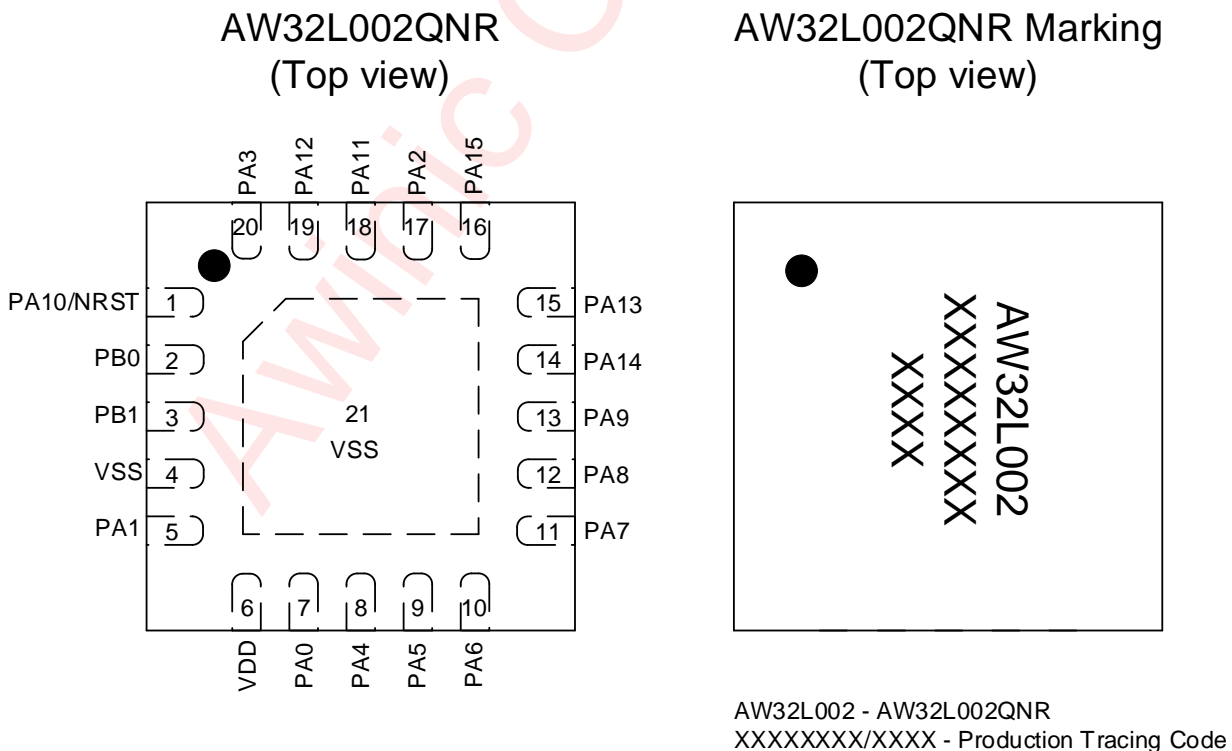 AW32L002QNR
(Top view)
AW32L002QNR Marking
(Top view)
PA3
PA12
PA11
PA2
PA15
20
19
18
17
16
PA10/NRST
1
PB0
2
PB1
3
VSS
4
PA1
5
21
VSS
15
PA13
14
PA14
13
PA9
12
PA8
11
PA7
6
7
8
9
10
VDD
PA0
PA4
PA5
PA6
AW32L002
XXXXXXXX
XXXX
AW32L002 - AW32L002QNR
XXXXXXXX/XXXX - Production Tracing Code
Awinic C